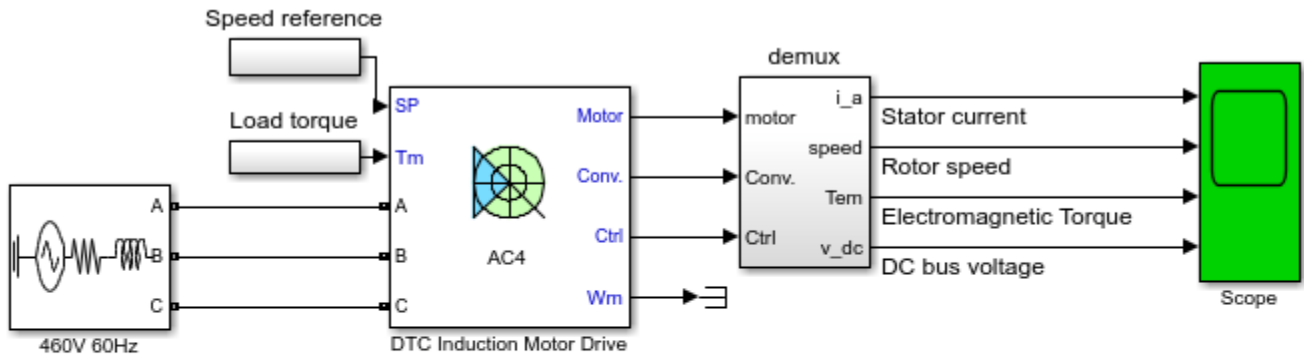 Speed reference
demux
SP
Motor
motor
i_a
Stator current
Load torque
Tm
speed
Rotor speed
Conv.
Conv.
A
A
Tem
Electromagnetic Torque
Ctrl
Ctrl
B
B
AC4
v_dc
DC bus voltage
C
C
Wm
Scope
460V 60Hz
DTC Induction Motor Drive